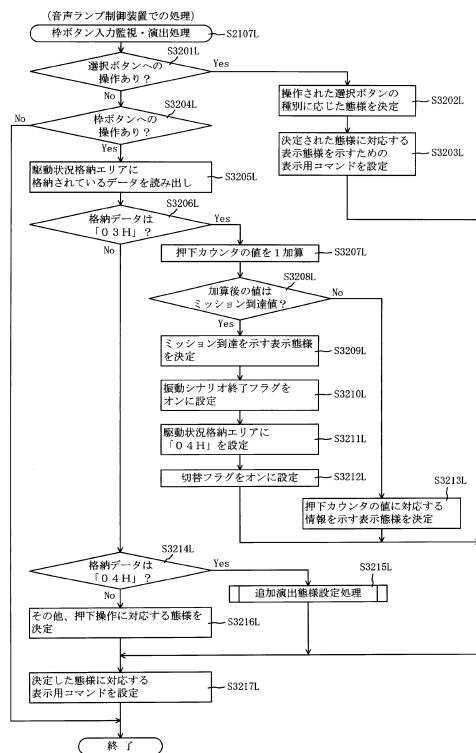 (音声ランプ制御装置での処理)
枠ボタン入力監視・演出処理
S2107L
S3201L
選択ボタンへの
操作あり?
Yes
No
操作された選択ボタンの
種別に応じた態様を決定
S3202L
S3204L
枠ボタンへの
操作あり?
No
Yes
決定された態様に対応する
表示態様を示すための
表示用コマンドを設定
S3203L
駆動状況格納エリアに
格納されているデータを読み出し
S3205L
S3206L
格納データは
「03H」?
Yes
No
押下カウンタの値を1加算
S3207L
S3208L
加算後の値は
ミッション到達値?
No
Yes
ミッション到達を示す表示態様
を決定
S3209L
振動シナリオ終了フラグを
オンに設定
S3210L
駆動状況格納エリアに
「04H」を設定
S3211L
切替フラグをオンに設定
S3212L
S3213L
押下カウンタの値に対応する
情報を示す表示態様を決定
S3214L
格納データは
「04H」?
Yes
No
S3215L
追加演出態様設定処理
その他、押下操作に対応する態様を
決定
S3216L
決定した態様に対応する
表示用コマンドを設定
S3217L
終了